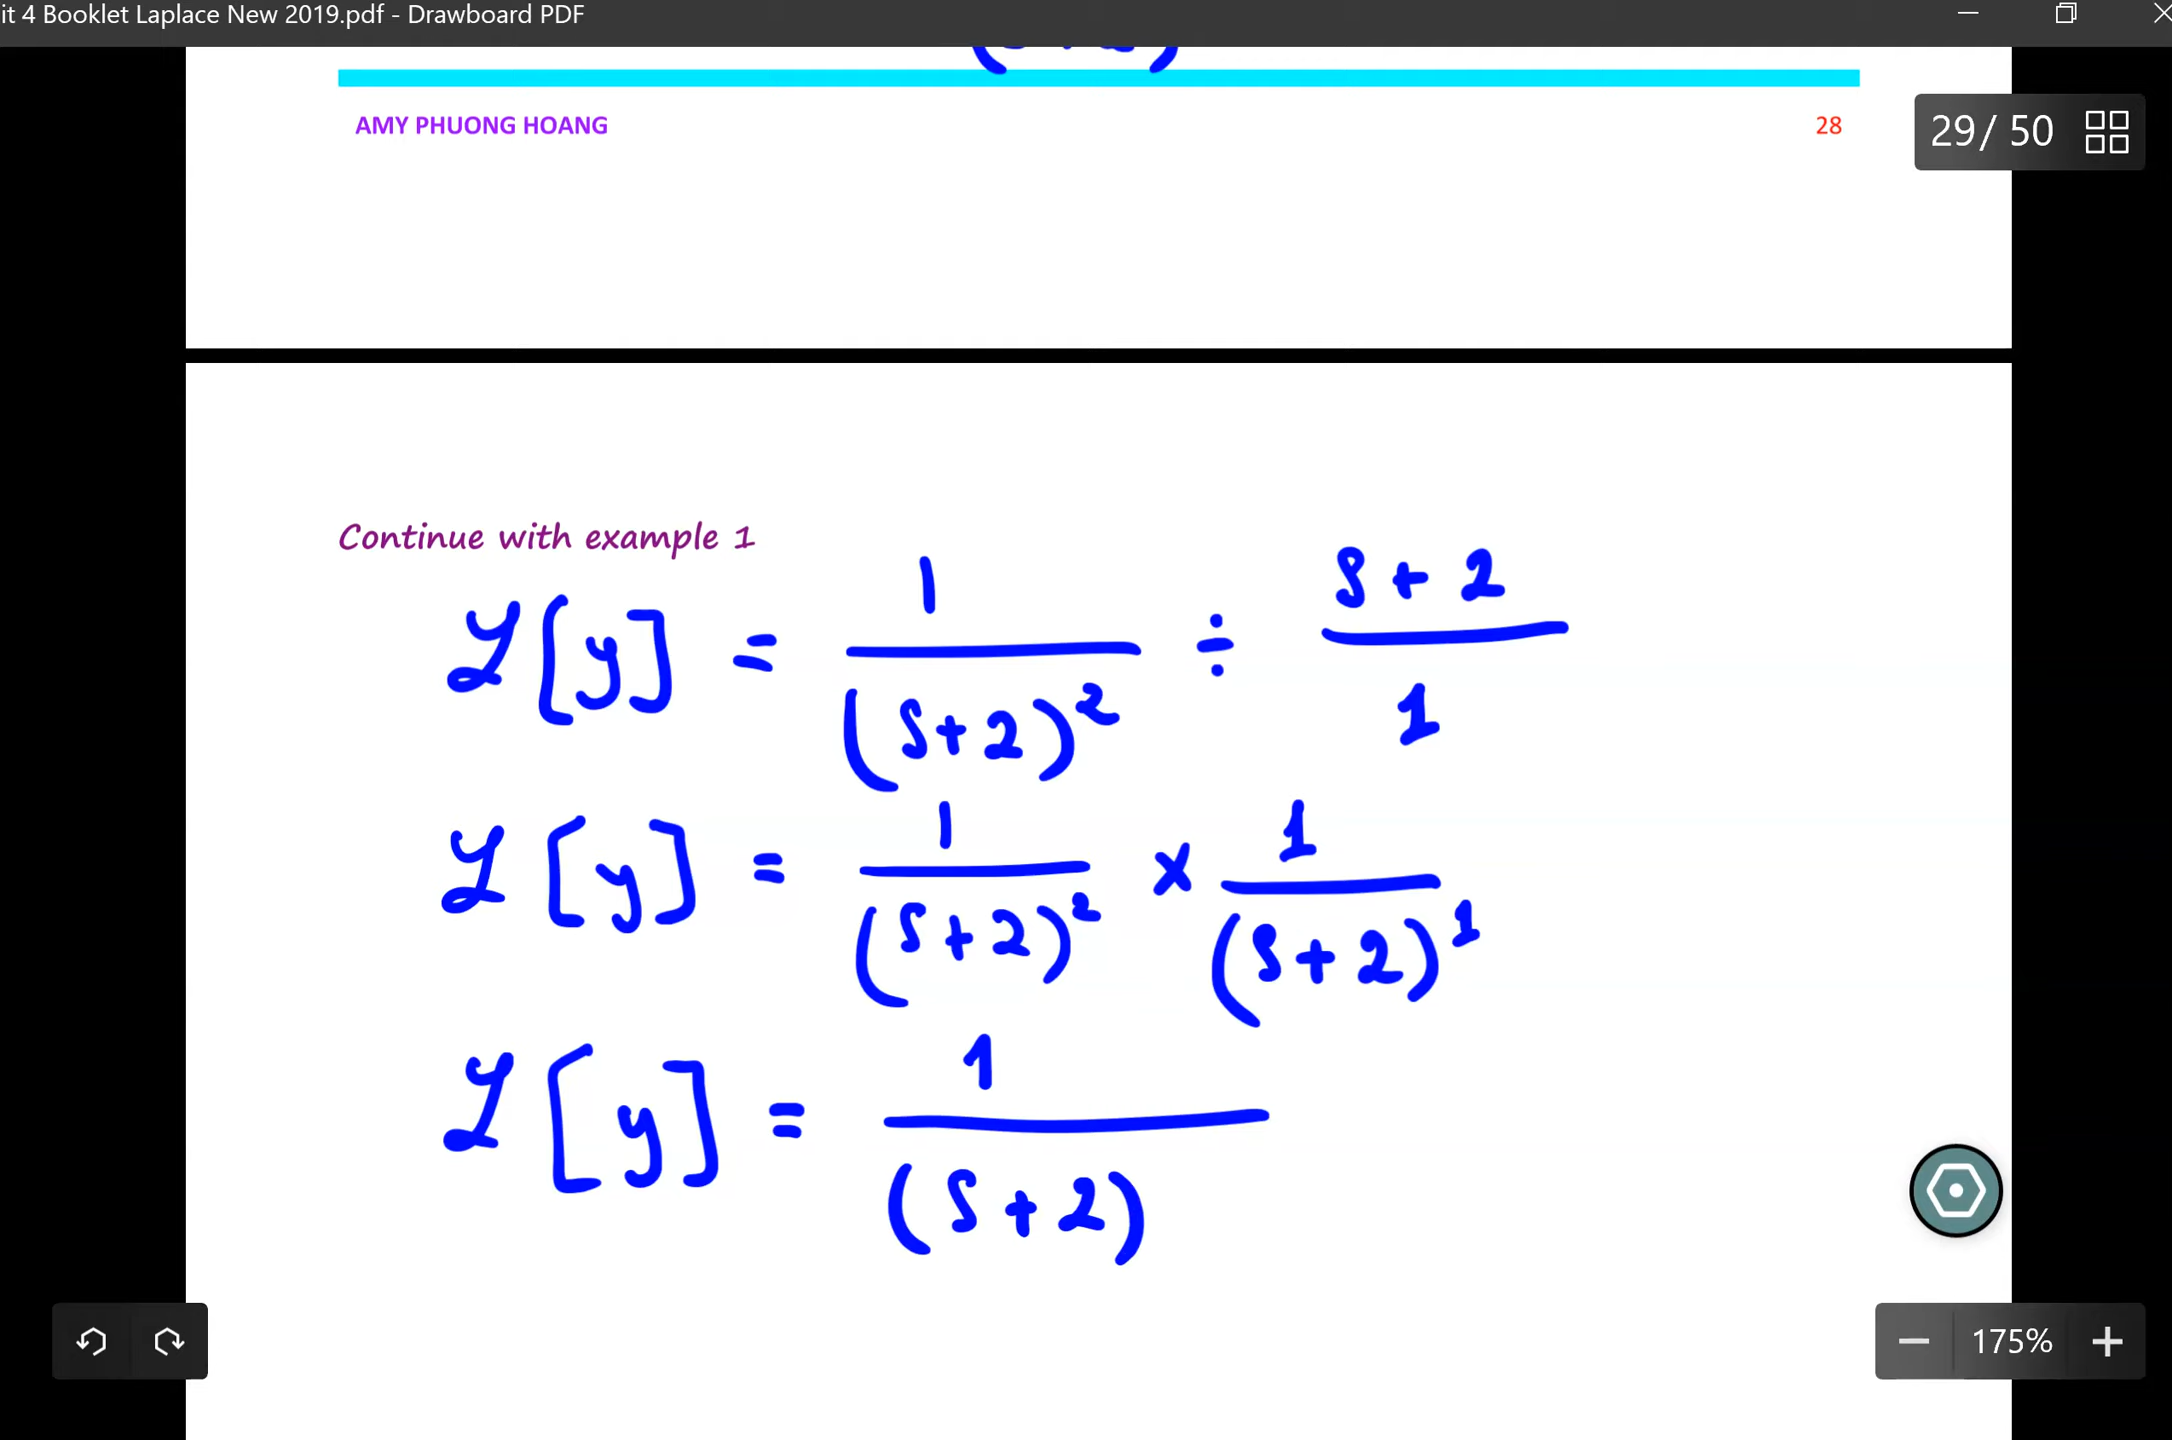 it 4 Booklet Laplace New 2019.pdf - Drawboard PDF
AMY PHUONG HOANG 28
29/ 50
Continue with example 1
ℒ[y] = 1/(s+2)² ÷ s+2/1
ℒ[y] = 1/(s+2)² × 1/(s+2)¹
ℒ[y] = 1/(s+2)
175%